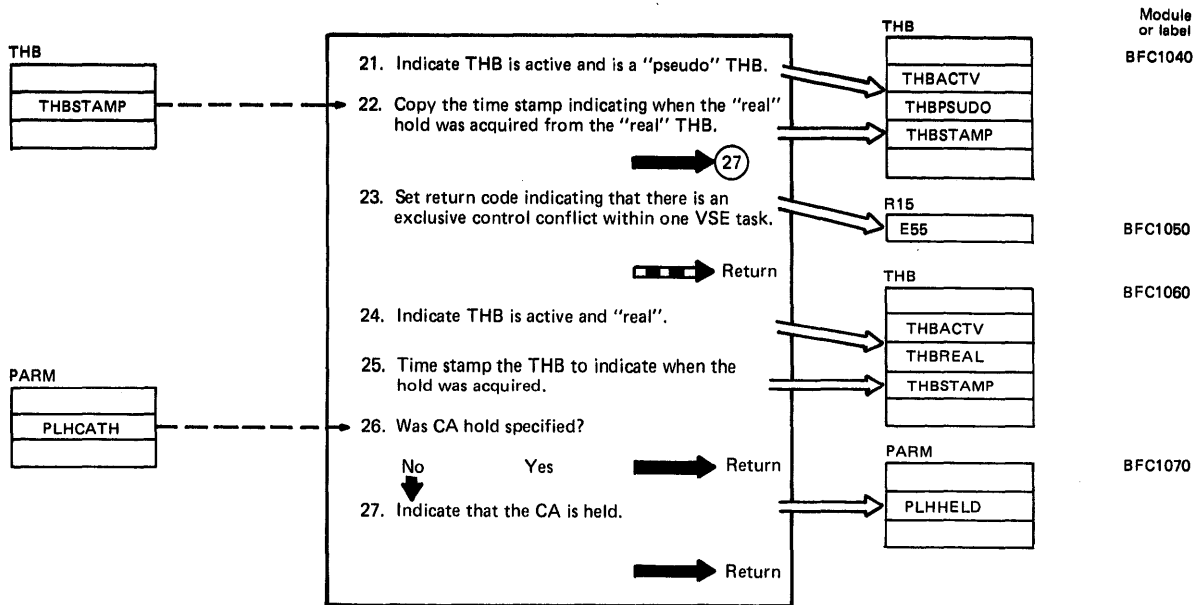 Module
or label
THB
THB
BFC1040
21. Indicate THB is active and is a "pseudo" THB.
THBACTV
THBSTAMP
22. Copy the time stamp indicating when the "real"
hold was acquired from the "real" THB.
THBPSUDO
THBSTAMP
27
23. Set return code indicating that there is an
exclusive control conflict within one VSE task.
R15
E55
BFC1050
Return
THB
BFC1060
24. Indicate THB is active and "real".
THBACTV
THBREAL
25. Time stamp the THB to indicate when the
hold was acquired.
THBSTAMP
PARM
PLHCATH
26. Was CA hold specified?
No Yes Return
PARM
BFC1070
27. Indicate that the CA is held.
PLHHELD
Return